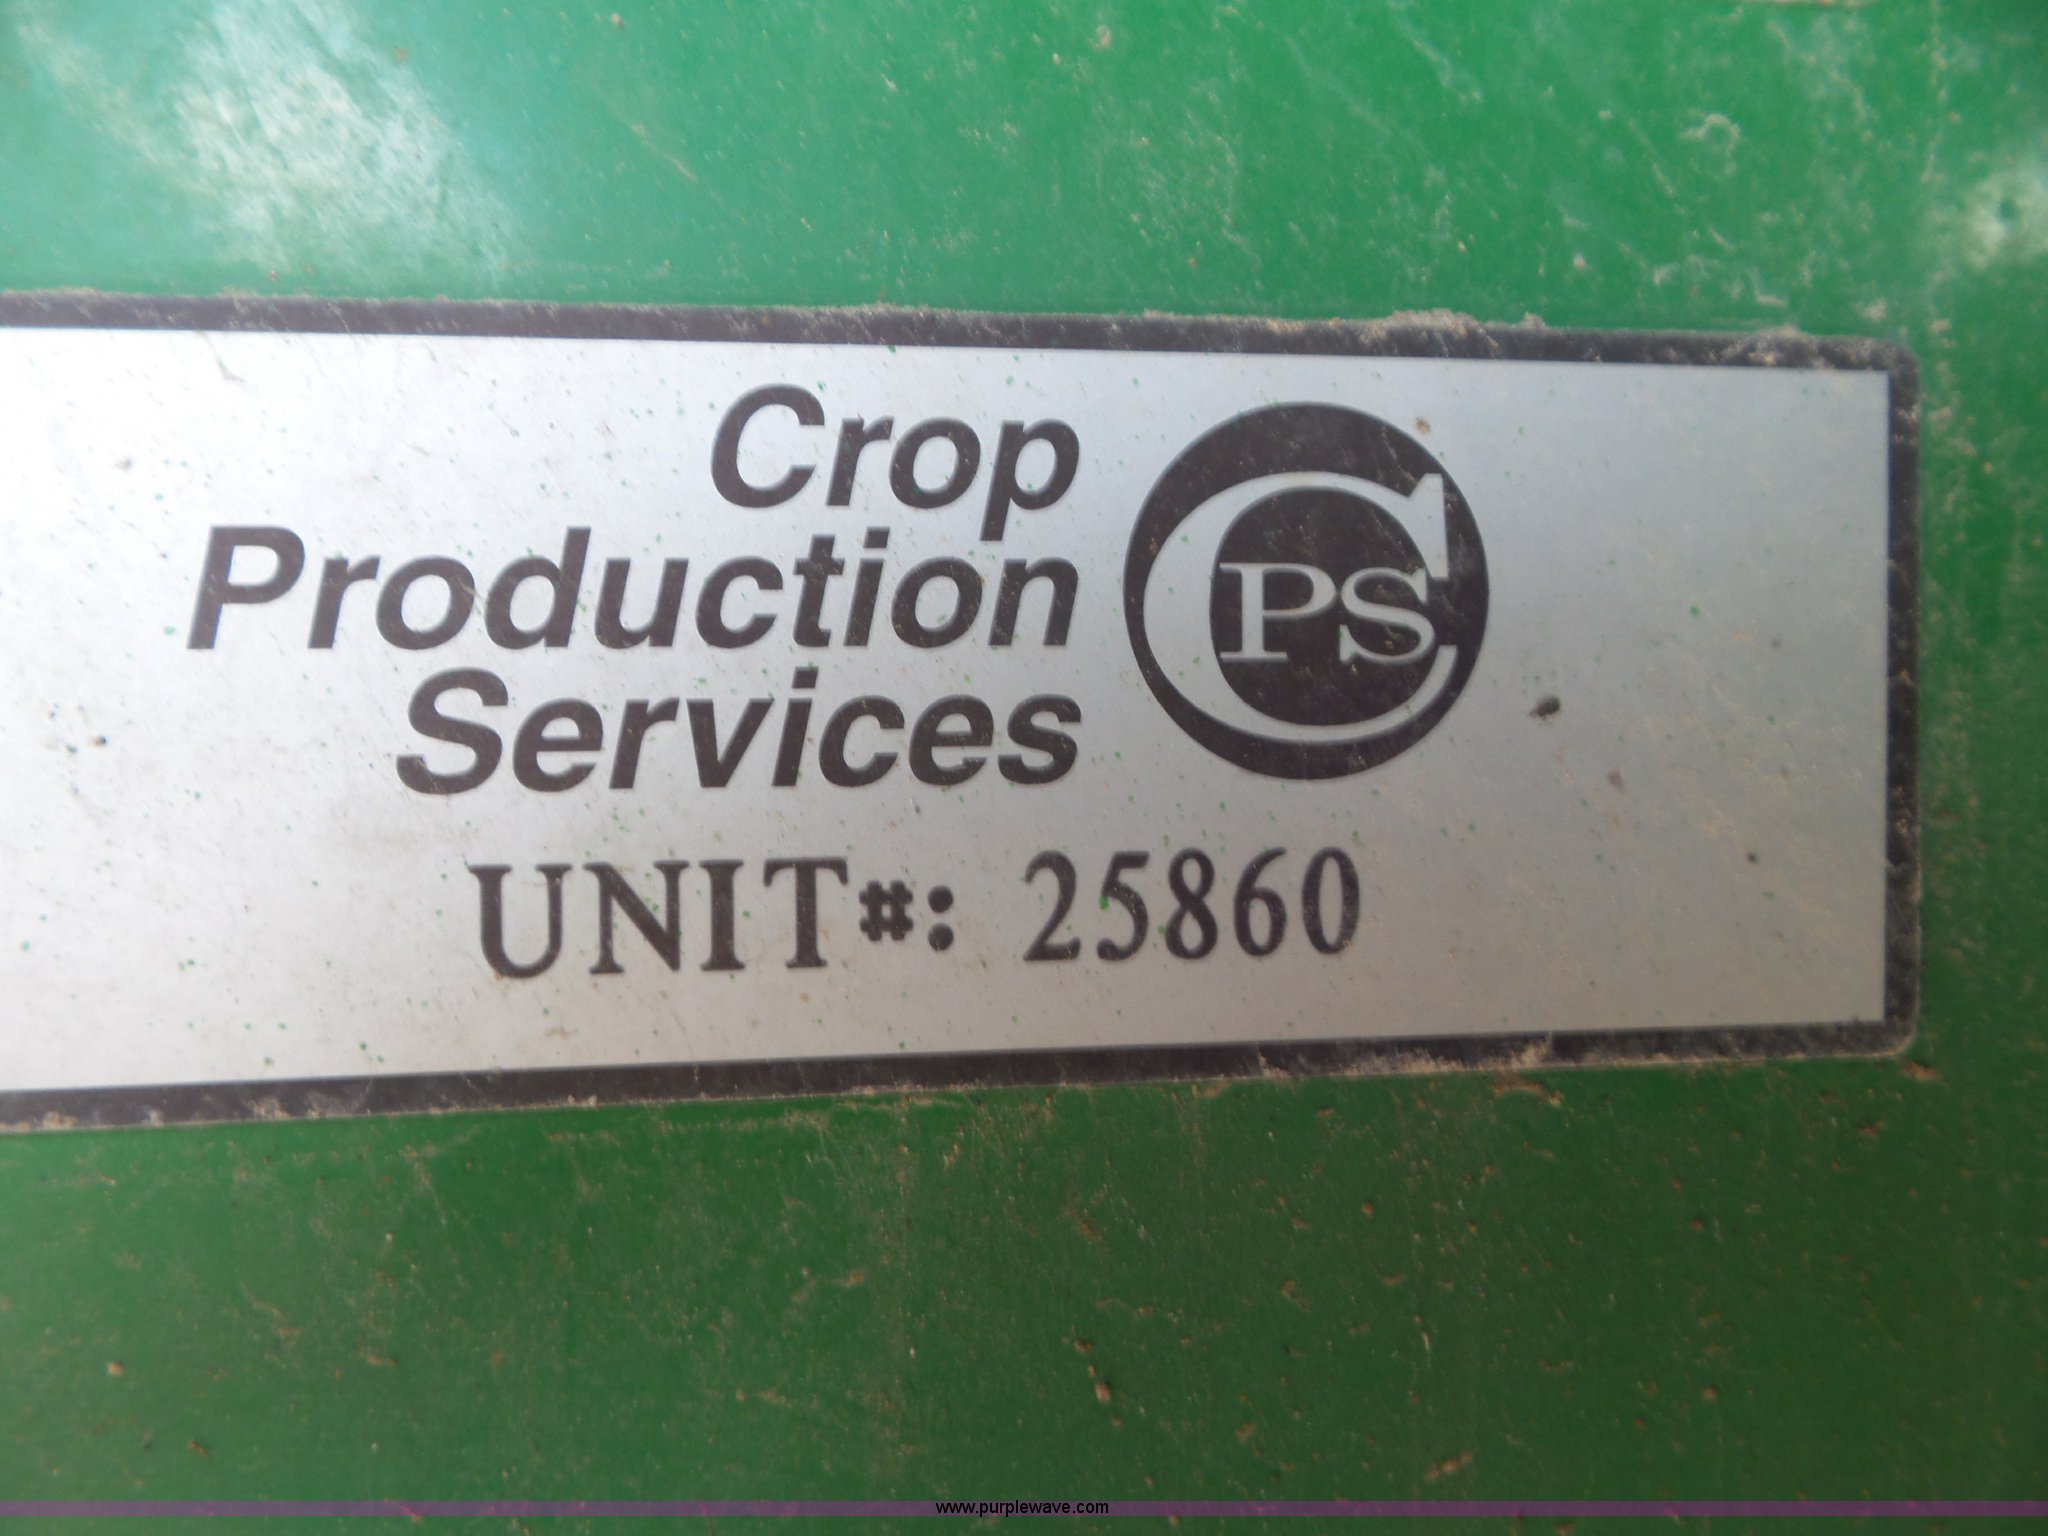 Crop
Production
Services
CPS
UNIT#: 25860
www.purplewave.com